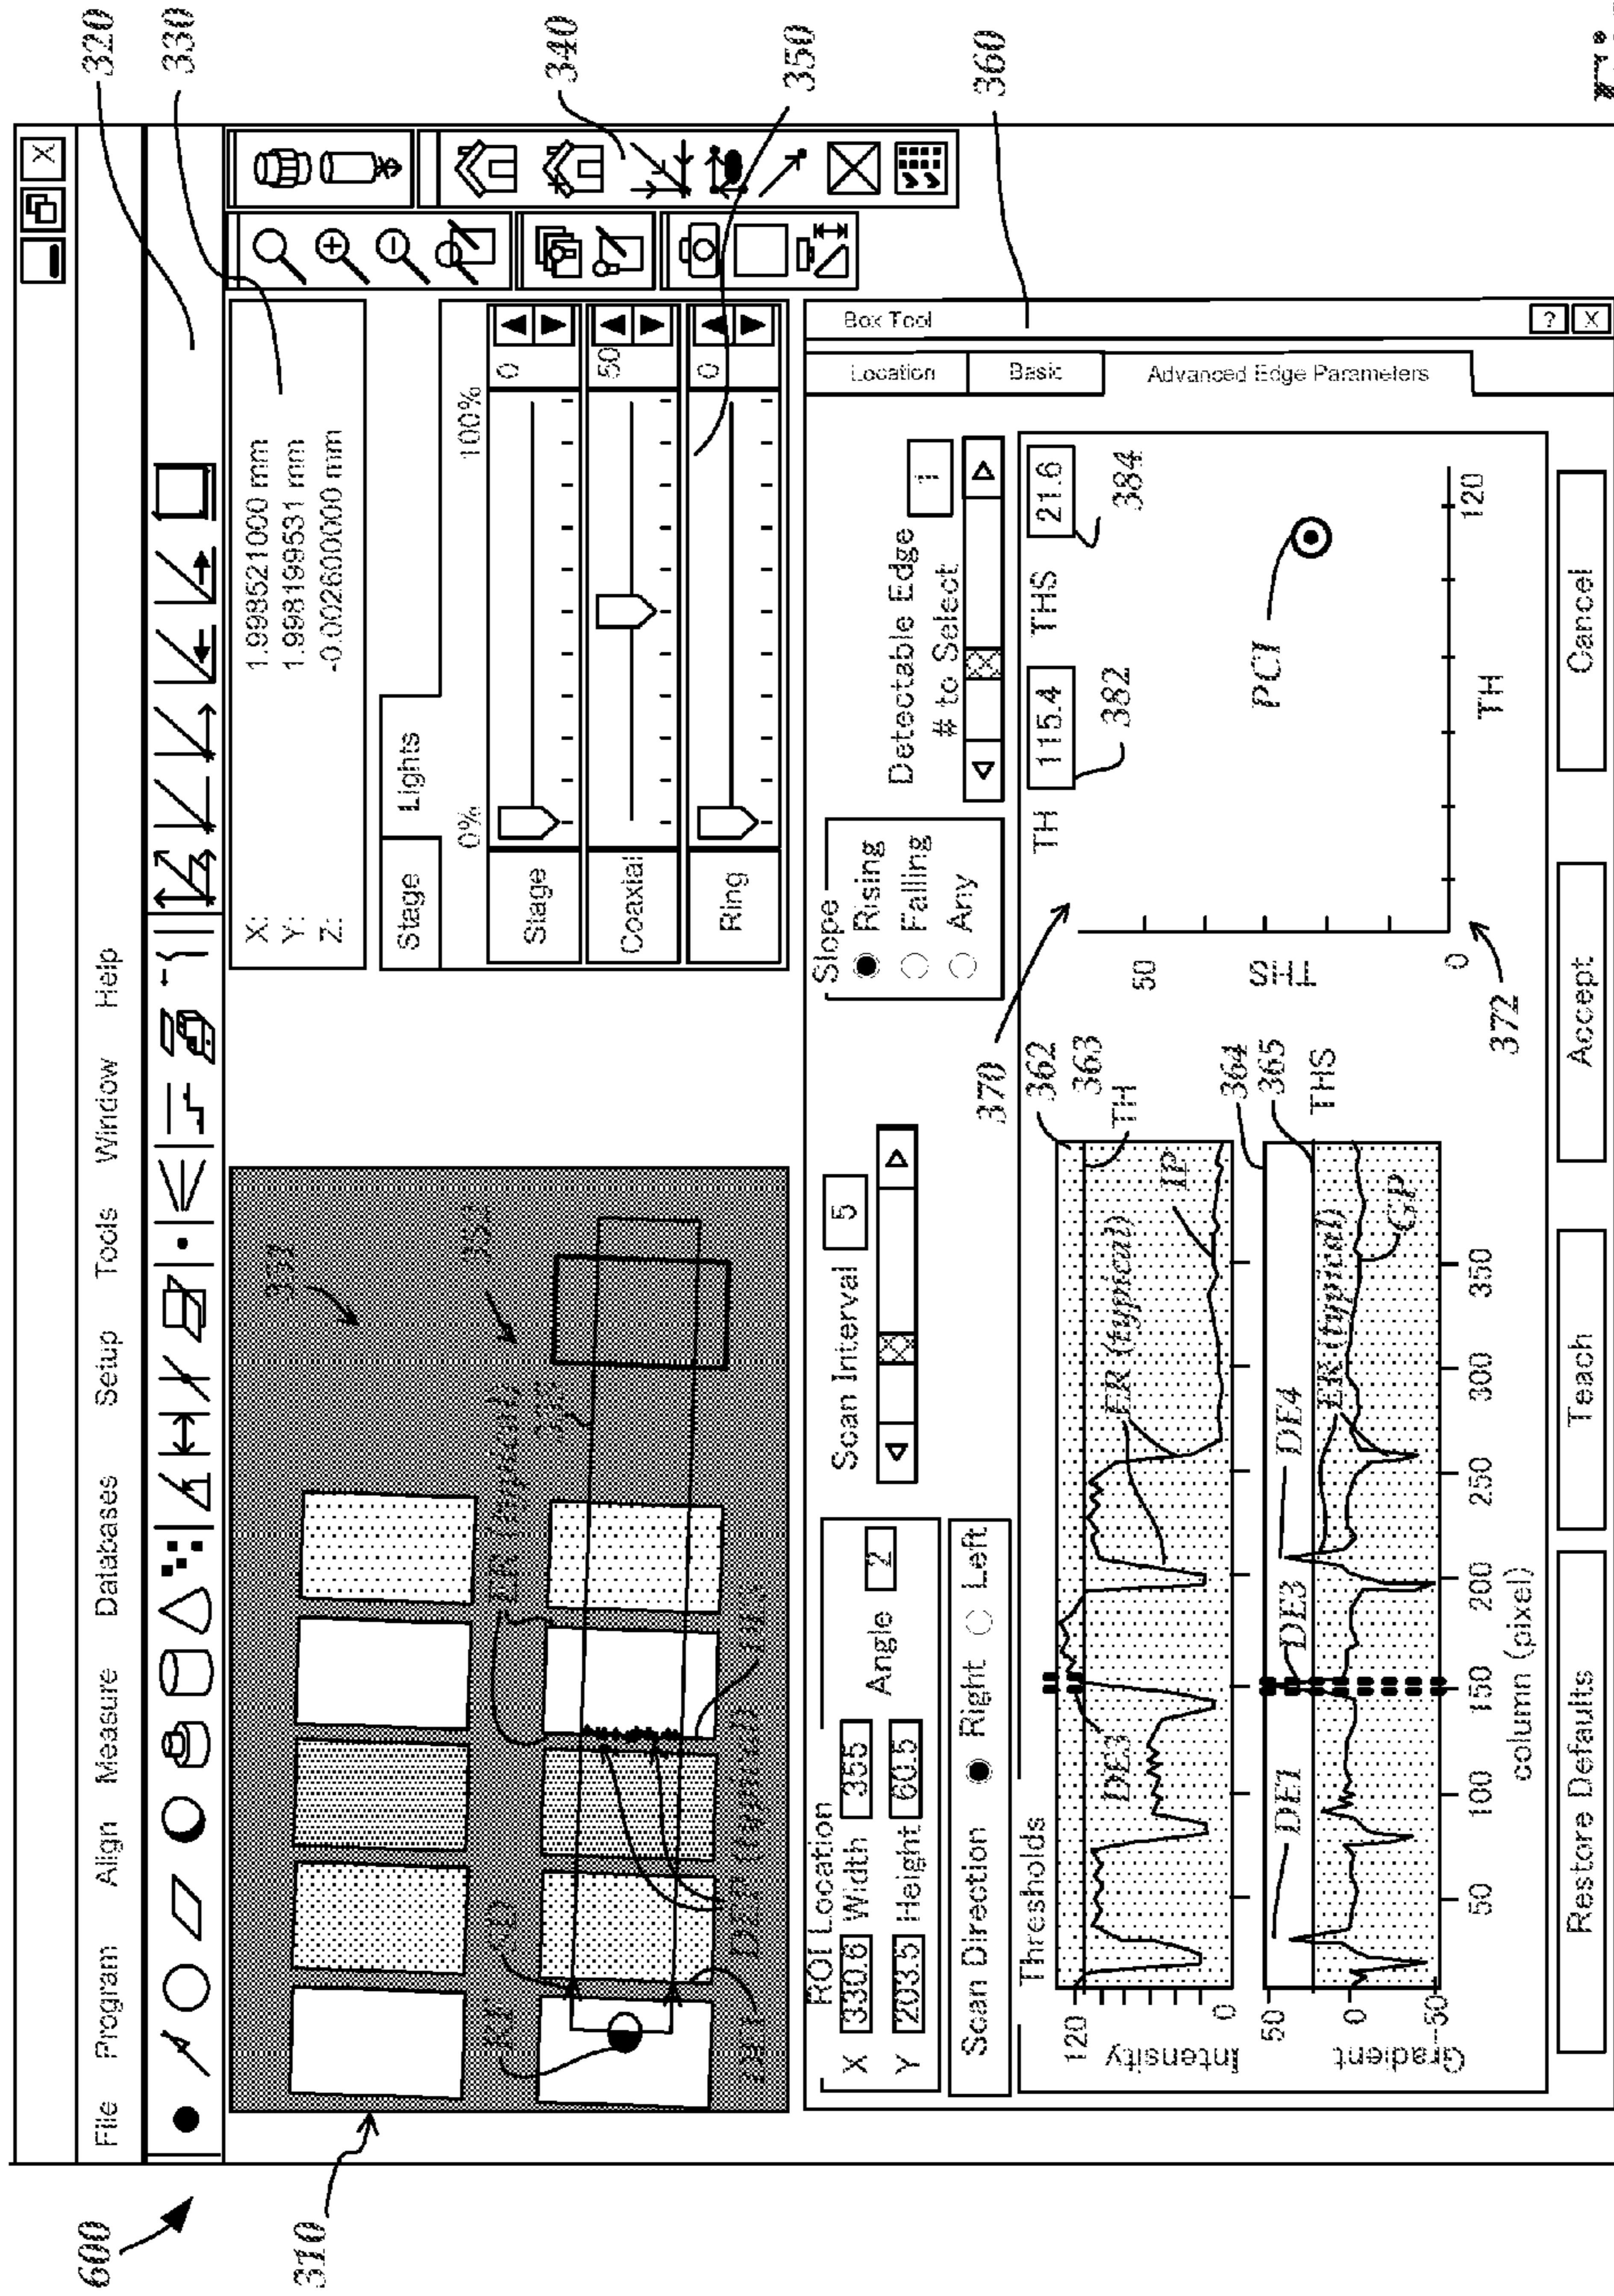 600
320
330
File Program Align Measure Databases Setup Tools Window Help
310
X: 1.998521000 mm
Y: 1.998199531 mm
Z: -0.002600000 mm
340
350
360
Stage Lights
0% 100%
Stage 0
Coaxial 50
Ring 0
Box Tool
Location
Basic
Advanced Edge Parameters
? X
ROI Location
X 330.8 Width 355
Y 203.5 Height 60.5
Angle 2
Scan Interval 5
Slope
Rising
Falling
Any
Detectable Edge
# to Select
1
Scan Direction Right Left
Thresholds
370
TH 115.4 THS 21.6
382
384
362
363
TH
364
365
THS
120
Intensity
0
DE3
ER (typical)
IP
50
Gradient
0
-50
DE1
DE3
DE4
ER (typical)
GP
50 100 150 200 250 300 350
column (pixel)
50
THS
0
372
PCI
120
TH
Restore Defaults Teach Accept Cancel